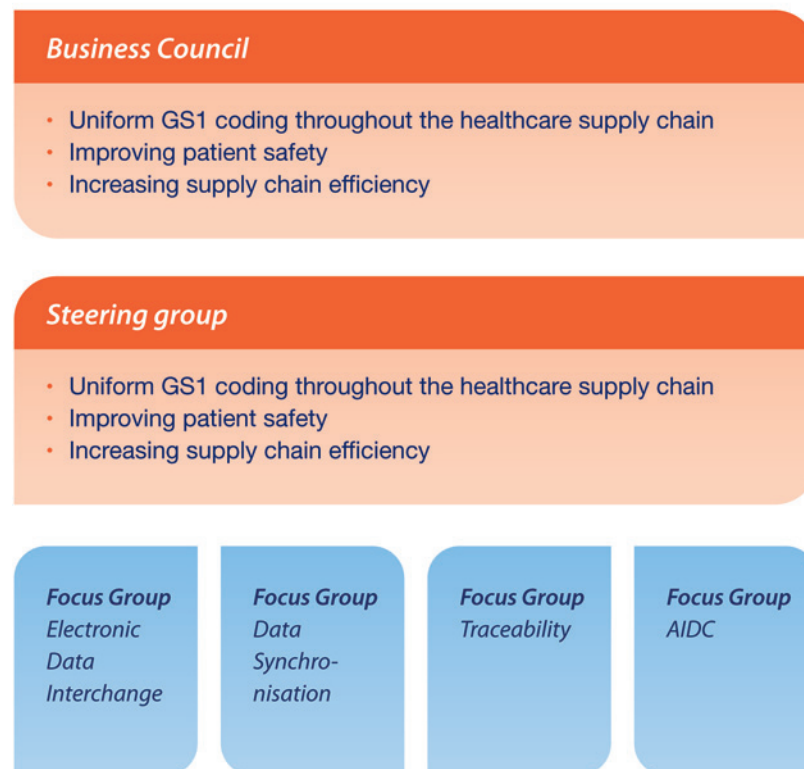 Business Council
• Uniform GS1 coding throughout the healthcare supply chain
• Improving patient safety
• Increasing supply chain efficiency
Steering group
• Uniform GS1 coding throughout the healthcare supply chain
• Improving patient safety
• Increasing supply chain efficiency
Focus Group
Electronic
Data
Interchange
Focus Group
Data
Synchro-
nisation
Focus Group
Traceability
Focus Group
AIDC